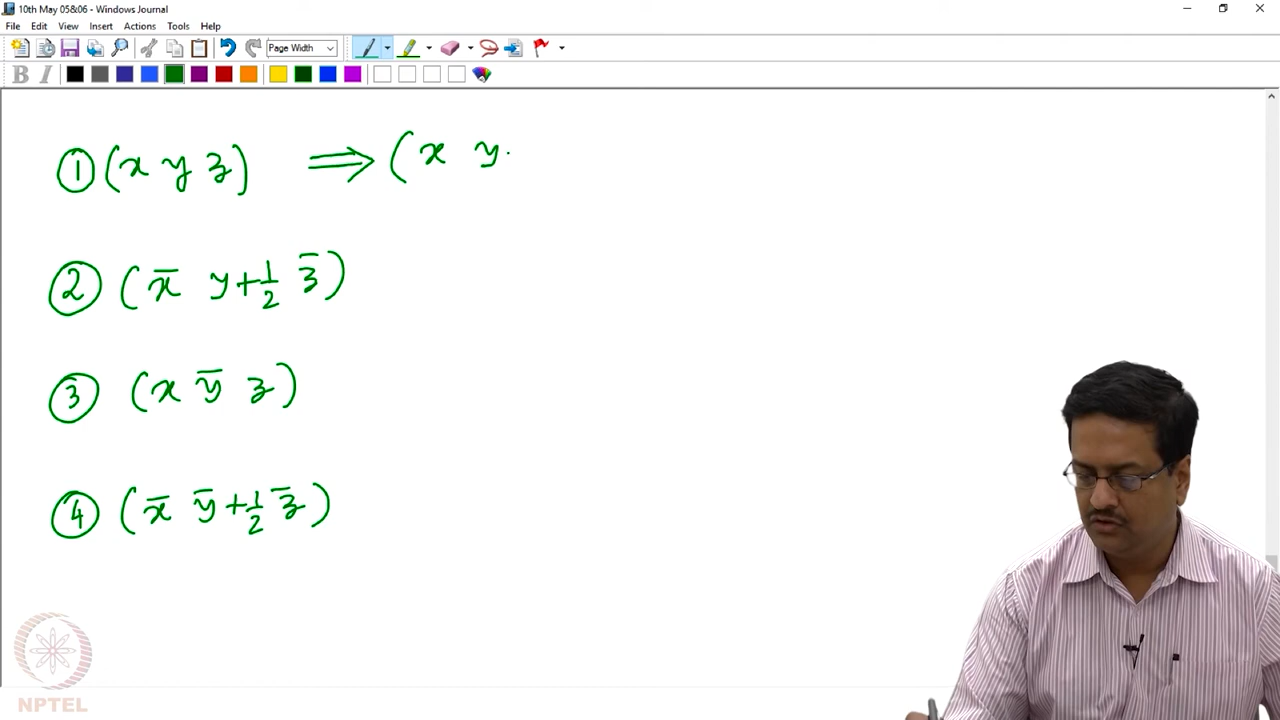 10th May 05&06 - Windows Journal
File Edit View Insert Actions Tools Help
Page Width
B I
① (x y z) ⟹ (x y
② (x̄ y+1/2 z̄)
③ (x ȳ z)
④ (x̄ ȳ+1/2 z̄)
NPTEL